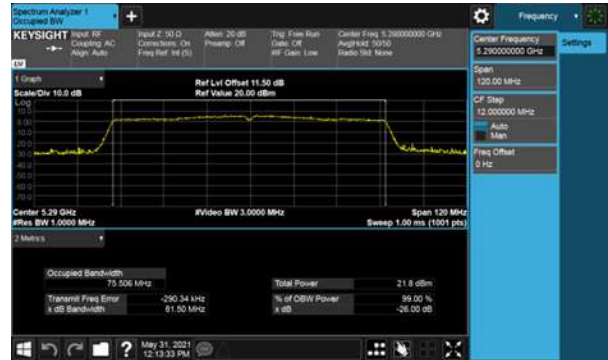 Spectrum Analyzer 1
Occupied BW
Frequency
KEYSIGHT
Input: RF
Coupling: AC
Align: Auto
Input Z: 50 Ω
Corrections: On
Freq Ref: Int (S)
Atten: 20 dB
Preamp: Off
Trig: Free Run
Gate: Off
#IF Gain: Low
Center Freq: 5.290000000 GHz
Avg|Hold: 50/50
Radio Std: None
Center Frequency
5.290000000 GHz
Settings
Span
120.00 MHz
CF Step
12.000000 MHz
Auto
Man
Freq Offset
0 Hz
1 Graph
Scale/Div 10.0 dB
Ref Lvl Offset 11.50 dB
Ref Value 20.00 dBm
Log
10.0
0.00
-10.0
-20.0
-30.0
-40.0
-50.0
-60.0
-70.0
Center 5.29 GHz
#Res BW 1.0000 MHz
#Video BW 3.0000 MHz
Span 120 MHz
Sweep 1.00 ms (1001 pts)
2 Metrics
Occupied Bandwidth
75.506 MHz
Total Power
21.8 dBm
Transmit Freq Error
-290.34 kHz
% of OBW Power
99.00 %
x dB Bandwidth
81.50 MHz
x dB
-26.00 dB
?
May 31, 2021
12:13:33 PM